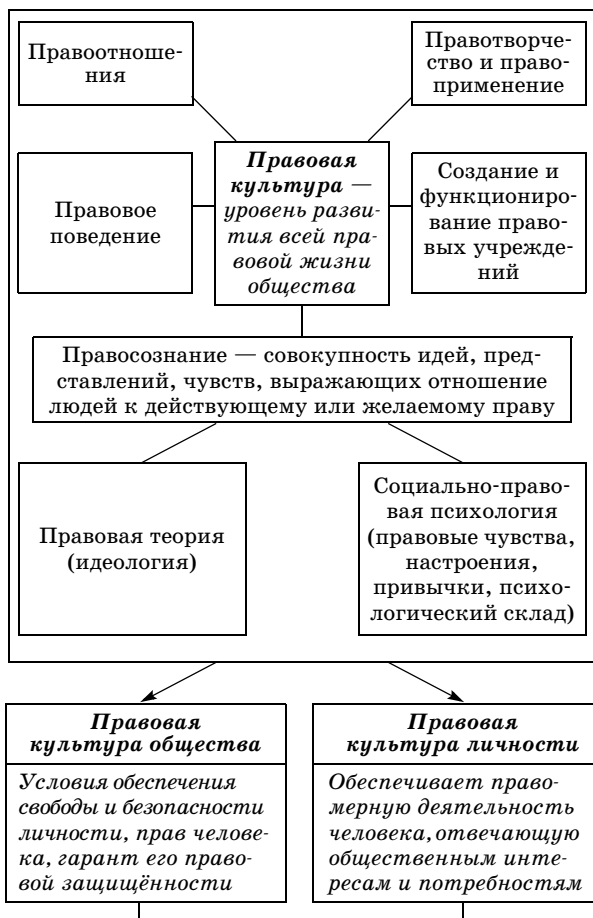 Правоотноше-
ния
Правотворче-
ство и право-
применение
Правовая
культура —
уровень разви-
тия всей пра-
вовой жизни
общества
Правовое
поведение
Создание и
функциониро-
вание право-
вых учрежде-
ний
Правосознание — совокупность идей, пред-
ставлений, чувств, выражающих отношение
людей к действующему или желаемому праву
Правовая теория
(идеология)
Социально-право-
вая психология
(правовые чувства,
настроения,
привычки, психо-
логический склад)
Правовая
культура общества
Условия обеспечения
свободы и безопасности
личности, прав челове-
ка, гарант его право-
вой защищённости
Правовая
культура личности
Обеспечивает право-
мерную деятельность
человека, отвечающую
общественным инте-
ресам и потребностям